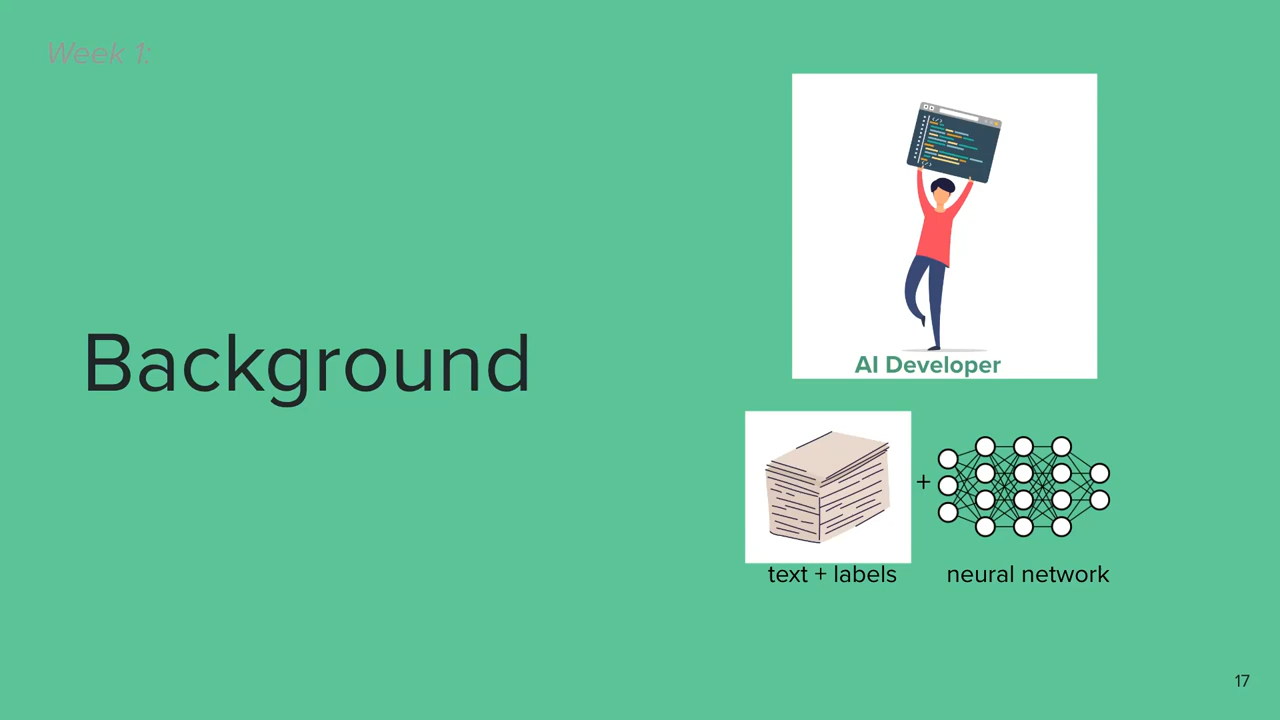 Week 1:
Background
AI Developer
+
text + labels
neural network
17